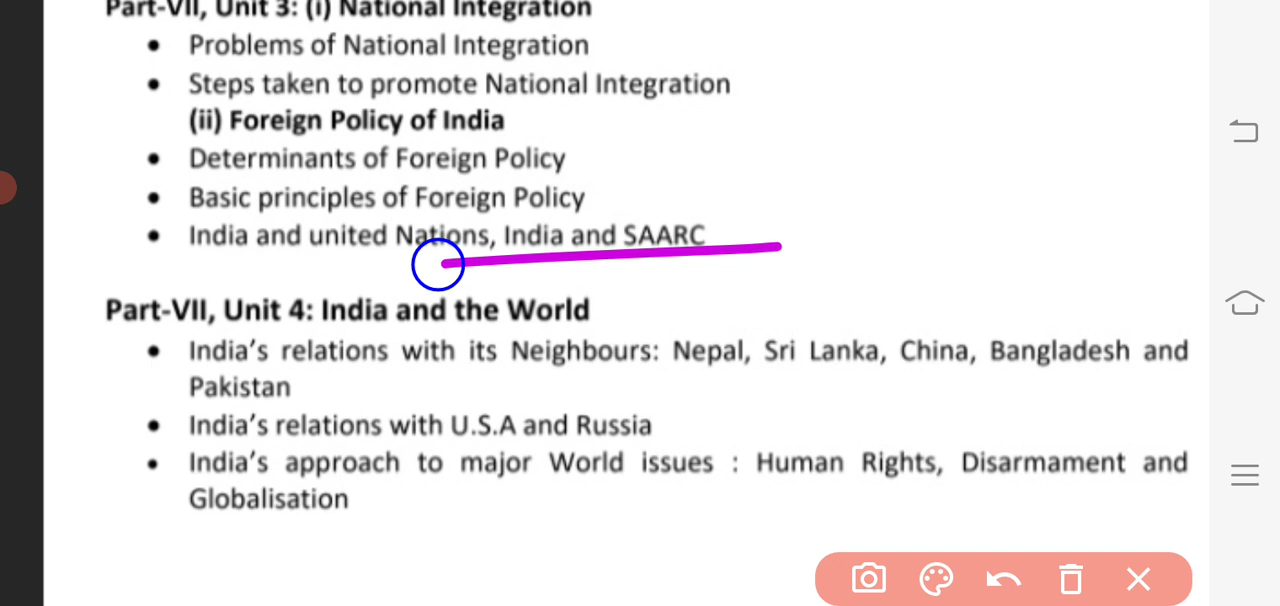 Part-VII, Unit 3: (i) National Integration
• Problems of National Integration
• Steps taken to promote National Integration
(ii) Foreign Policy of India
• Determinants of Foreign Policy
• Basic principles of Foreign Policy
• India and united Nations, India and SAARC
Part-VII, Unit 4: India and the World
• India's relations with its Neighbours: Nepal, Sri Lanka, China, Bangladesh and
Pakistan
• India's relations with U.S.A and Russia
• India's approach to major World issues : Human Rights, Disarmament and
Globalisation